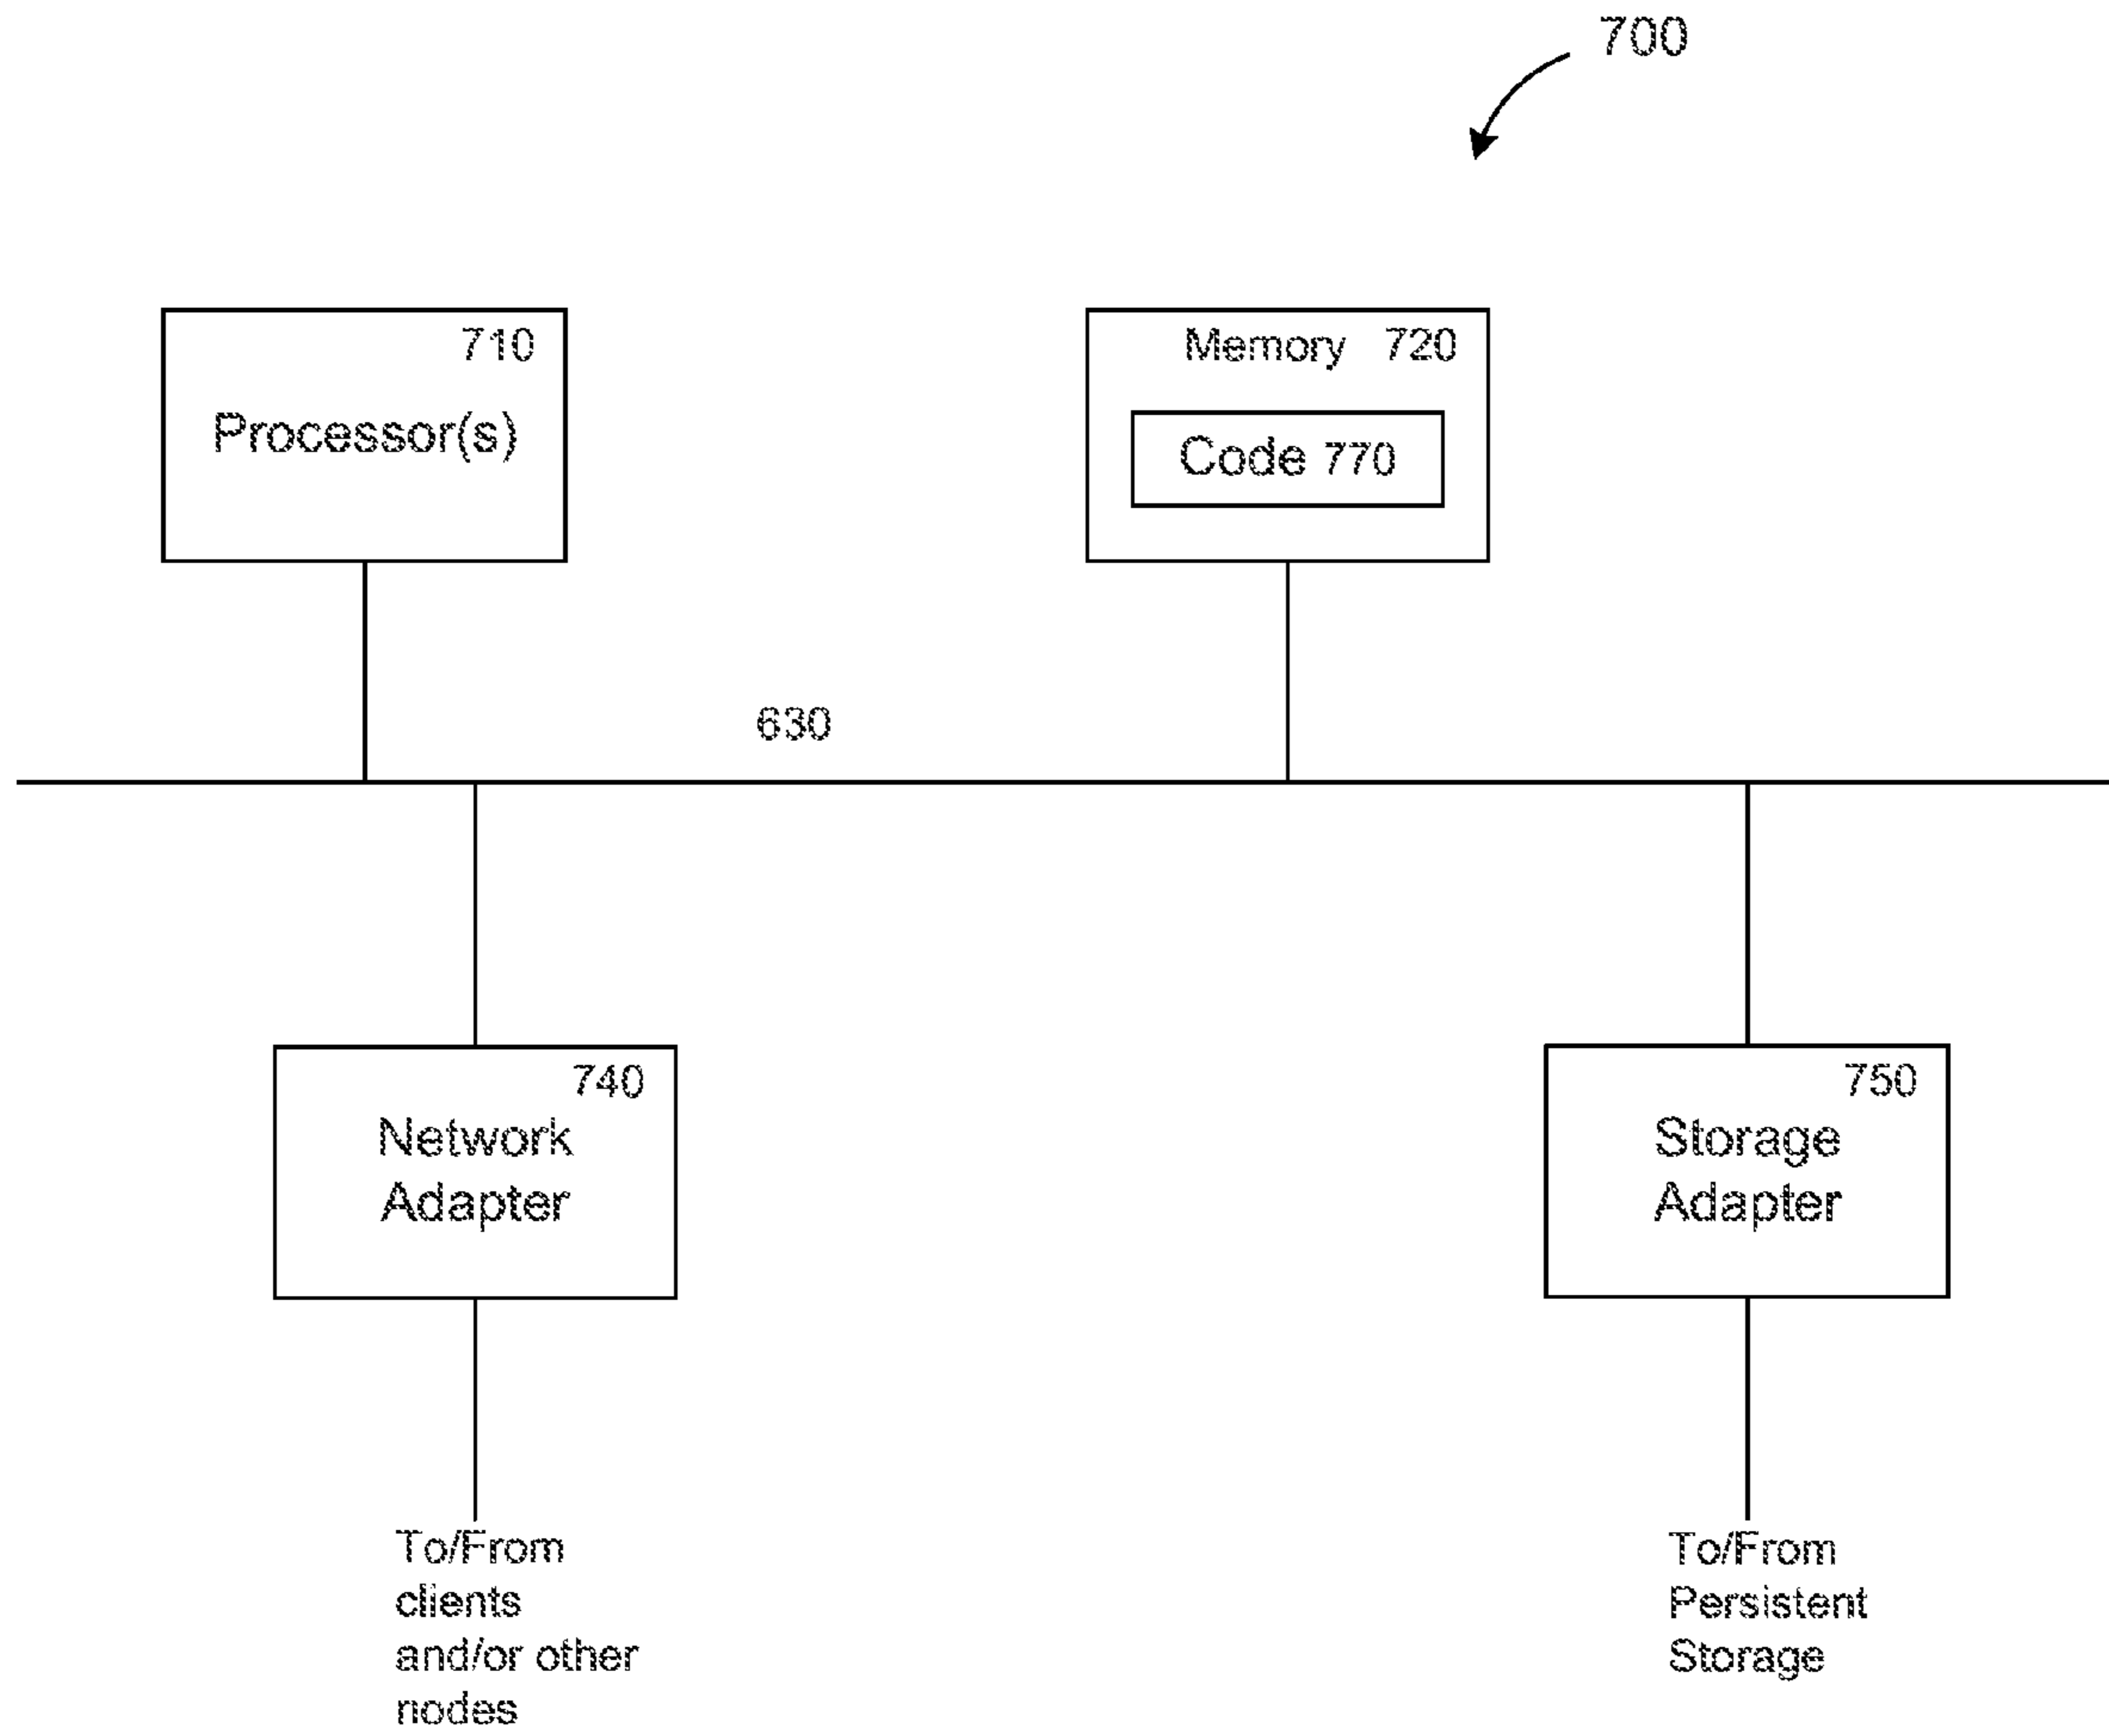 700
710
Processor(s)
Memory 720
Code 770
630
740
Network
Adapter
750
Storage
Adapter
To/From
clients
and/or other
nodes
To/From
Persistent
Storage